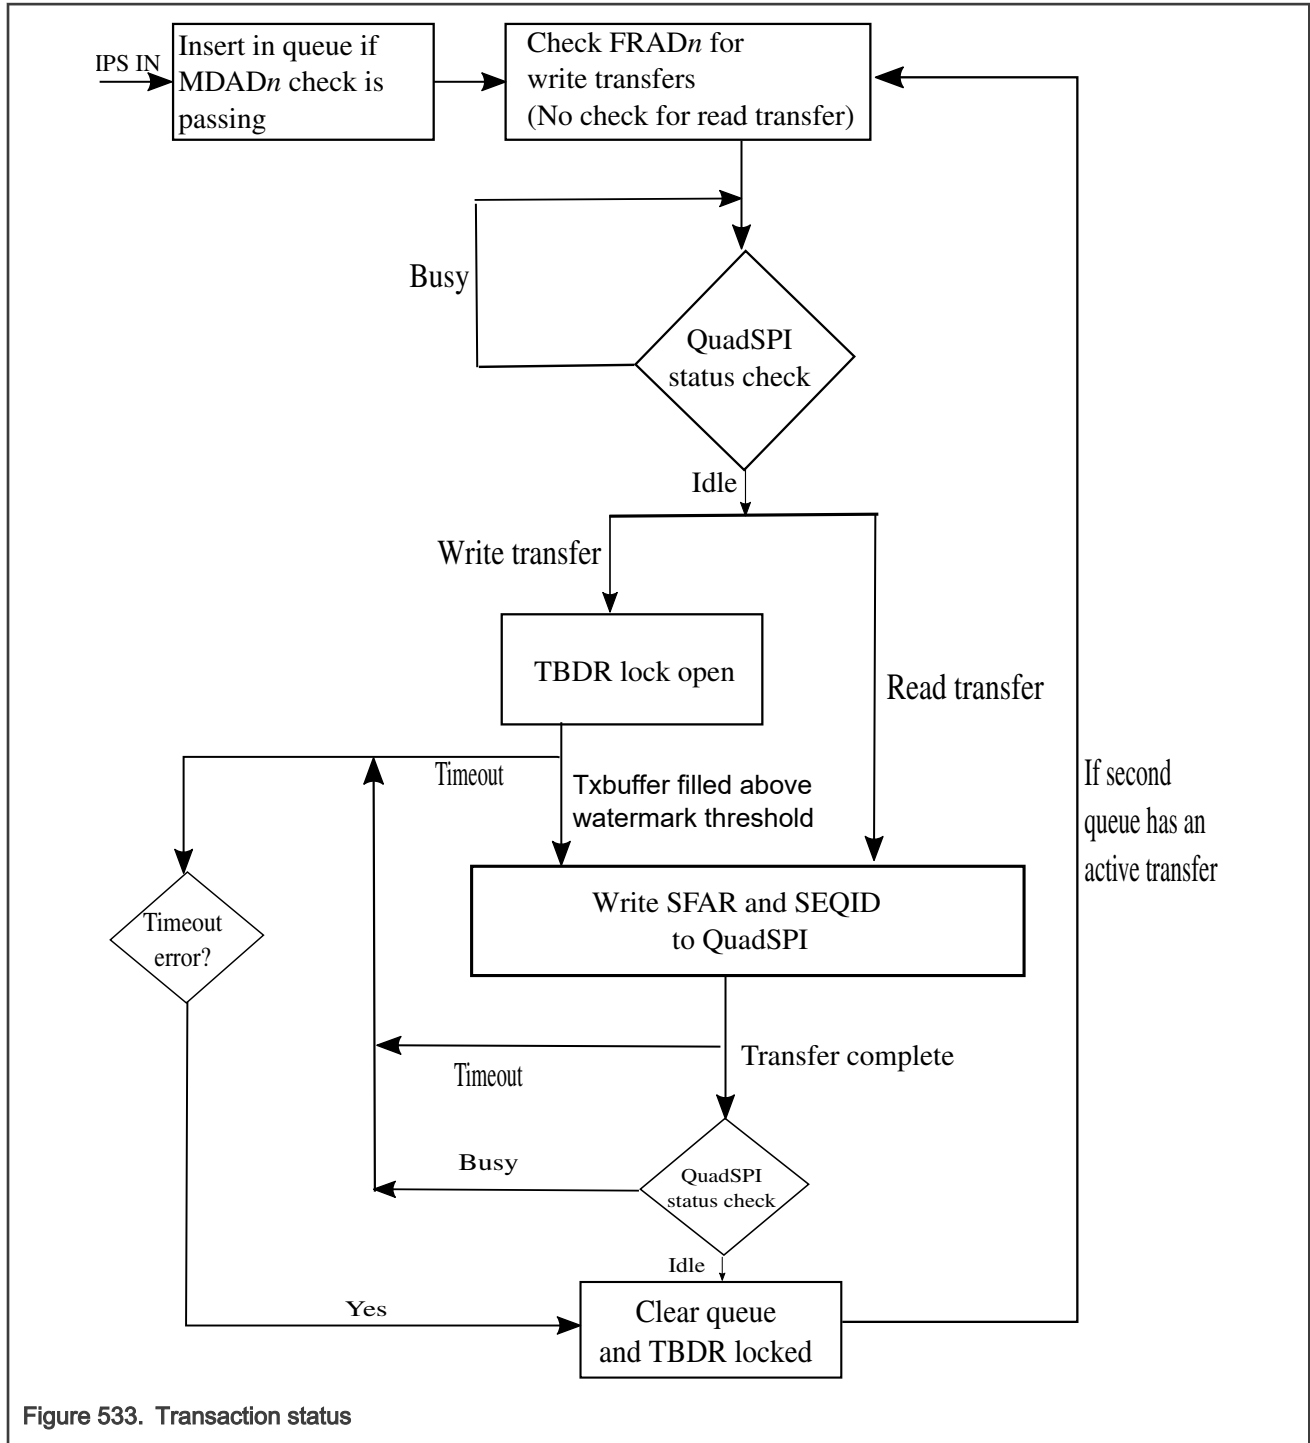 IPS IN
Insert in queue if
MDADn check is
passing
Check FRADn for
write transfers
(No check for read transfer)
Busy
QuadSPI
status check
Idle
Write transfer
TBDR lock open
Read transfer
Timeout
Txbuffer filled above
watermark threshold
If second
queue has an
active transfer
Timeout
error?
Write SFAR and SEQID
to QuadSPI
Transfer complete
Timeout
Busy
QuadSPI
status check
Idle
Yes
Clear queue
and TBDR locked
Figure 533. Transaction status